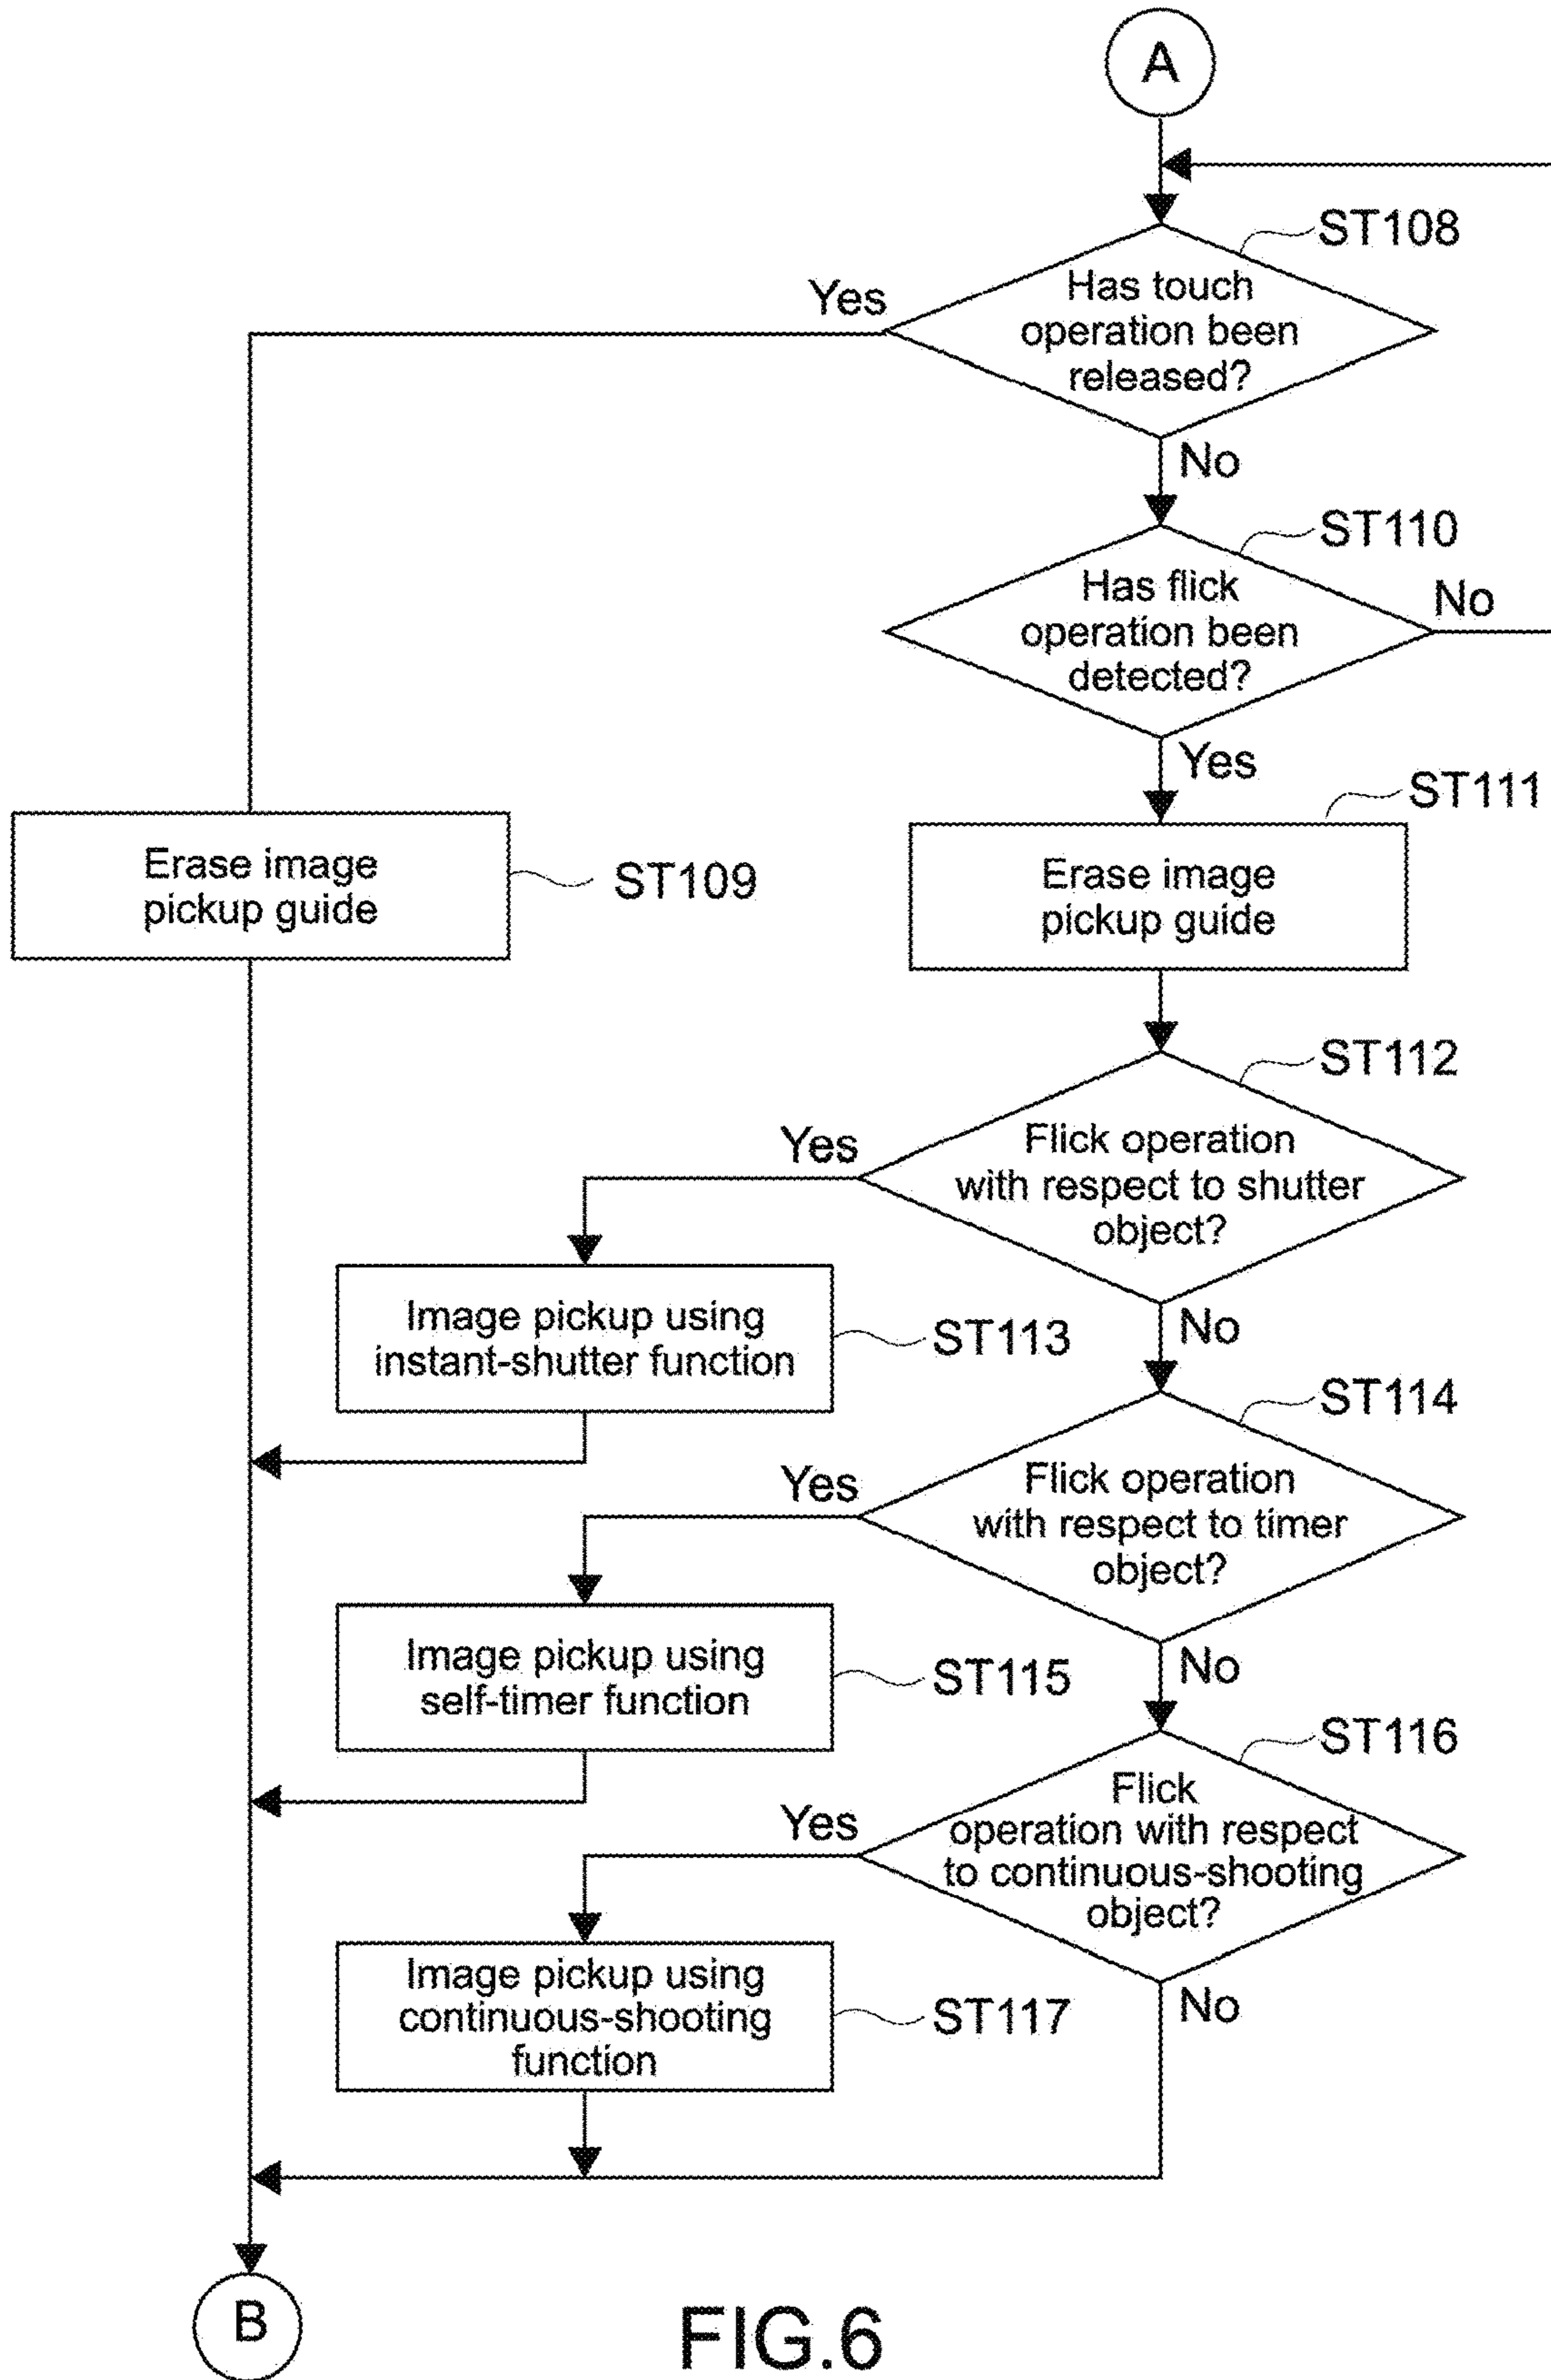 A
ST108
Yes
Has touch
operation been
released?
No
ST110
Has flick
operation been
detected?
No
Yes
ST111
Erase image
pickup guide
ST109
Erase image
pickup guide
ST112
Yes
Flick operation
with respect to shutter
object?
Image pickup using
instant-shutter function
ST113
No
ST114
Yes
Flick operation
with respect to timer
object?
Image pickup using
self-timer function
ST115
No
ST116
Yes
Flick
operation with respect
to continuous-shooting
object?
Image pickup using
continuous-shooting
function
ST117
No
B
FIG.6